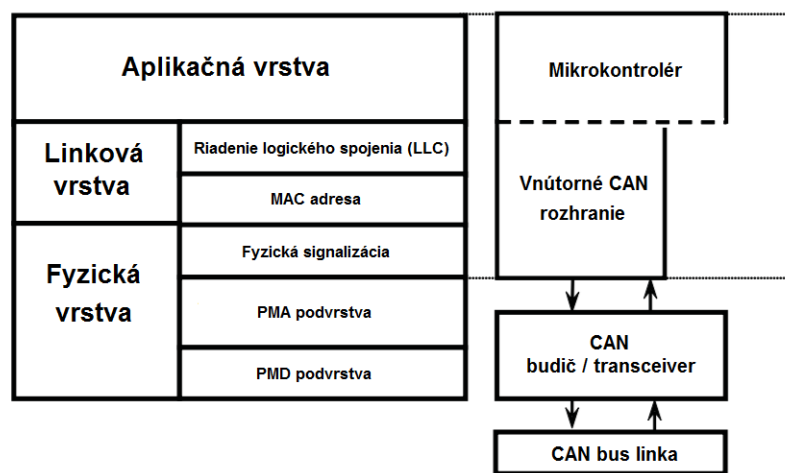 Aplikačná vrstva
Linková
vrstva
Riadenie logického spojenia (LLC)
MAC adresa
Fyzická
vrstva
Fyzická signalizácia
PMA podvrstva
PMD podvrstva
Mikrokontrolér
Vnútorné CAN
rozhranie
CAN
budič / transceiver
CAN bus linka